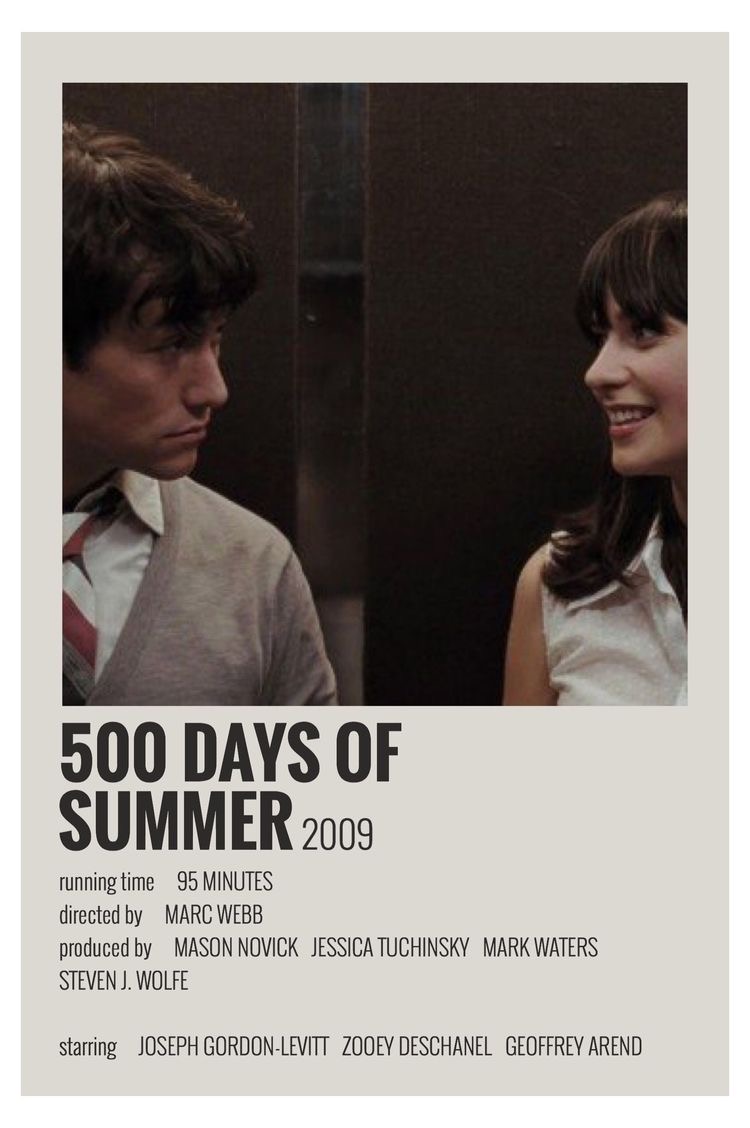 500 DAYS OF
SUMMER 2009
running time 95 MINUTES
directed by MARC WEBB
produced by MASON NOVICK JESSICA TUCHINSKY MARK WATERS
STEVEN J. WOLFE
starring JOSEPH GORDON-LEVITT ZOOEY DESCHANEL GEOFFREY AREND